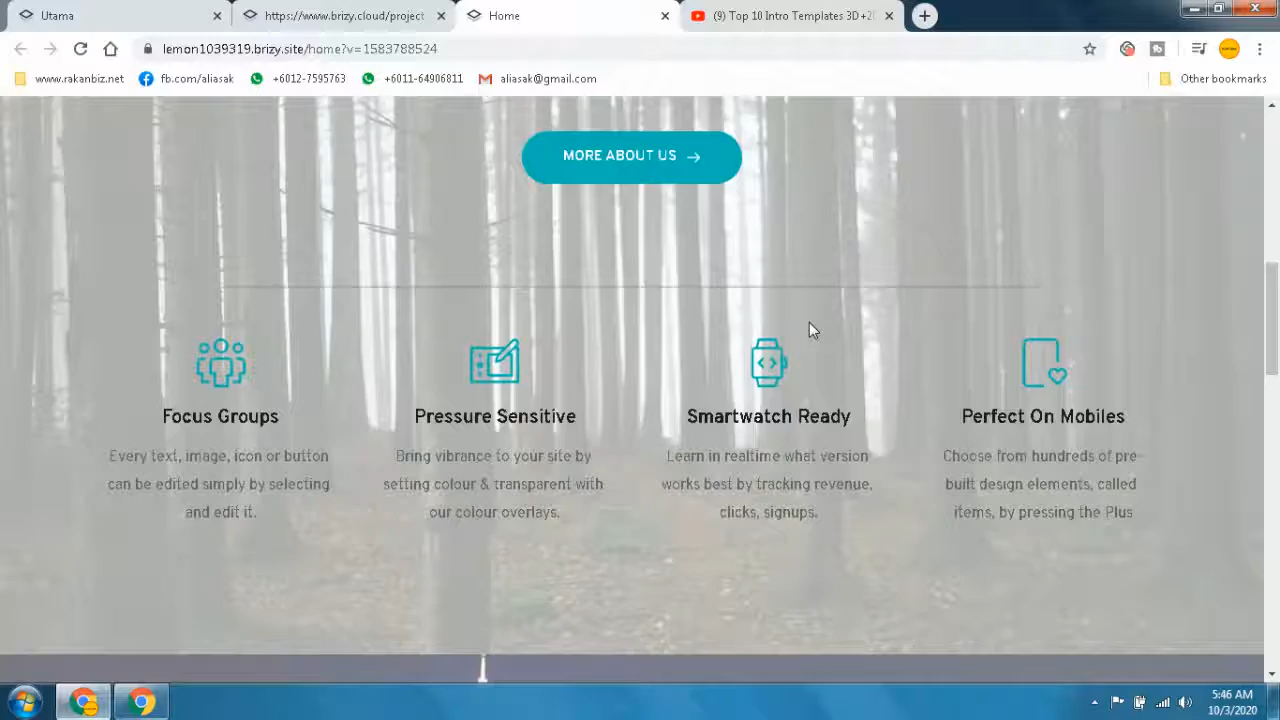 Utama
https://www.brizy.cloud/project
Home
(9) Top 10 Intro Templates 3D +2
lemon1039319.brizy.site/home?v=1583788524
www.rakanbiz.net
fb.com/aliasak
+6012-7595763
+6011-64906811
aliasak@gmail.com
Other bookmarks
MORE ABOUT US
Focus Groups
Every text, image, icon or button
can be edited simply by selecting
and edit it.
Pressure Sensitive
Bring vibrance to your site by
setting colour & transparent with
our colour overlays.
Smartwatch Ready
Learn in realtime what version
works best by tracking revenue,
clicks, signups.
Perfect On Mobiles
Choose from hundreds of pre-
built design elements, called
items, by pressing the Plus
5:46 AM
10/3/2020